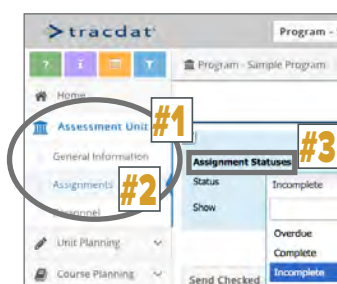 tracdat
Program -
? i T
Program - Sample Program
Home
Assessment Unit
#1
General Information
Assignments
#2
Personnel
Unit Planning
Course Planning
Assignment Statuses
#3
Status
Incomplete
Show
Overdue
Complete
Incomplete
Send Checked